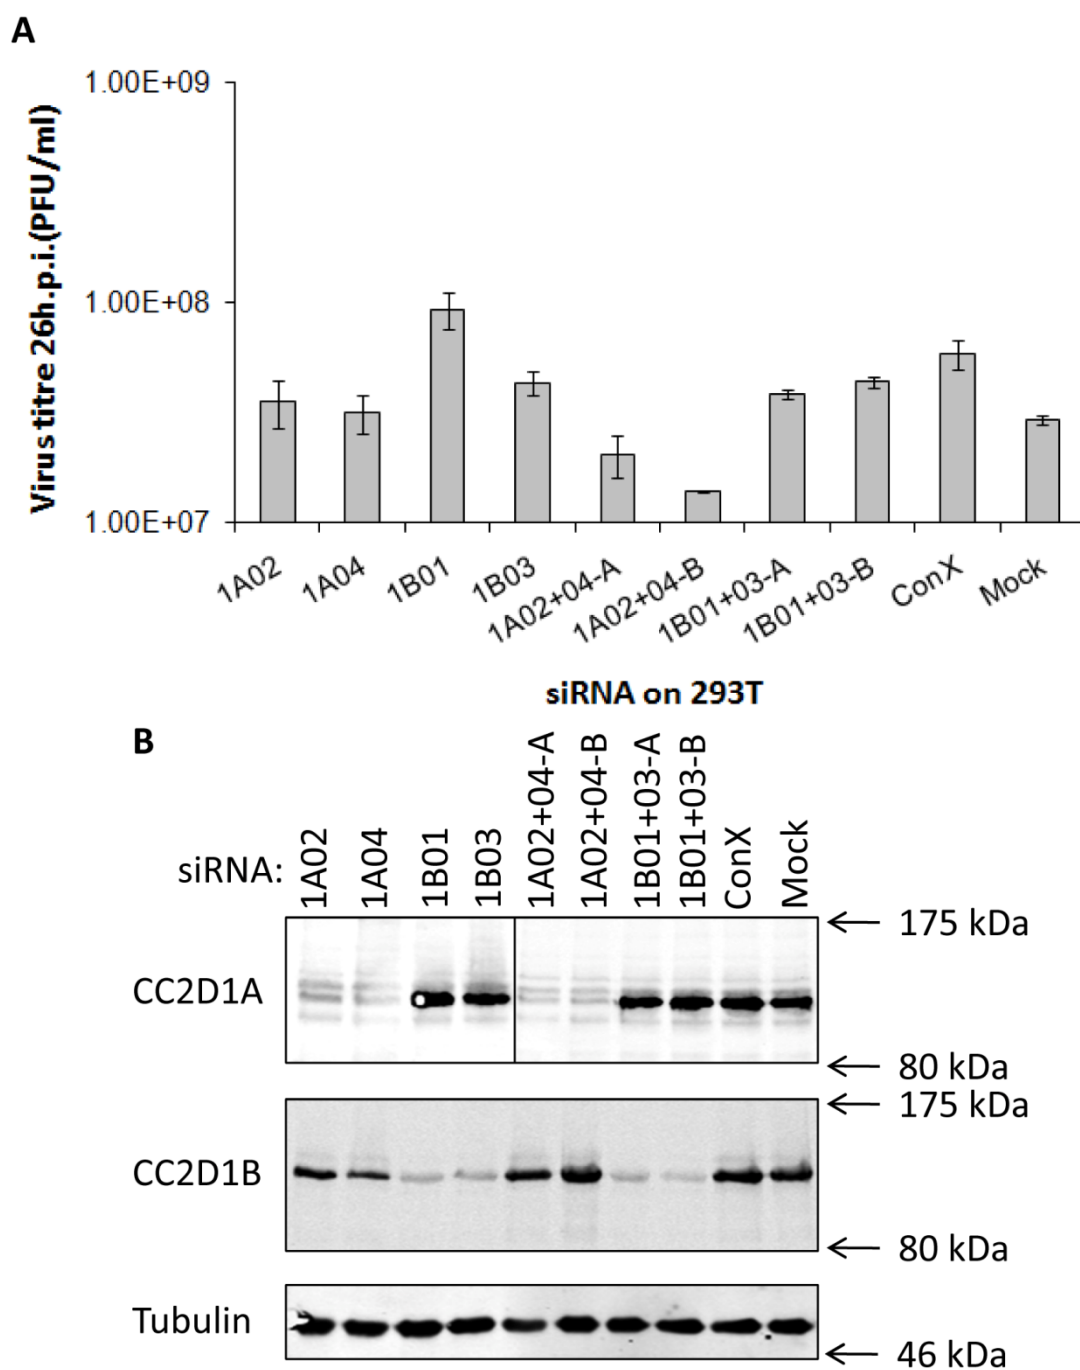 A
Virus titre 26h.p.i.(PFU/ml)
1.00E+09
1.00E+08
1.00E+07
1A02
1A04
1B01
1B03
1A02+04-A
1A02+04-B
1B01+03-A
1B01+03-B
ConX
Mock
siRNA on 293T
B
siRNA:
1A02
1A04
1B01
1B03
1A02+04-A
1A02+04-B
1B01+03-A
1B01+03-B
ConX
Mock
CC2D1A
175 kDa
80 kDa
CC2D1B
175 kDa
80 kDa
Tubulin
46 kDa